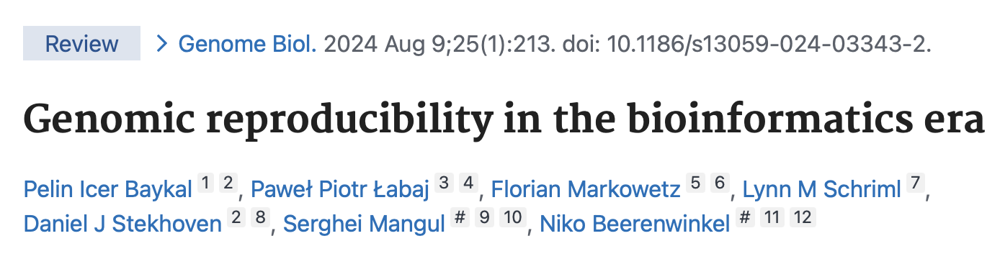 Review > Genome Biol. 2024 Aug 9;25(1):213. doi: 10.1186/s13059-024-03343-2.
Genomic reproducibility in the bioinformatics era
Pelin Icer Baykal 1 2, Paweł Piotr Łabaj 3 4, Florian Markowetz 5 6, Lynn M Schriml 7,
Daniel J Stekhoven 2 8, Serghei Mangul # 9 10, Niko Beerenwinkel # 11 12